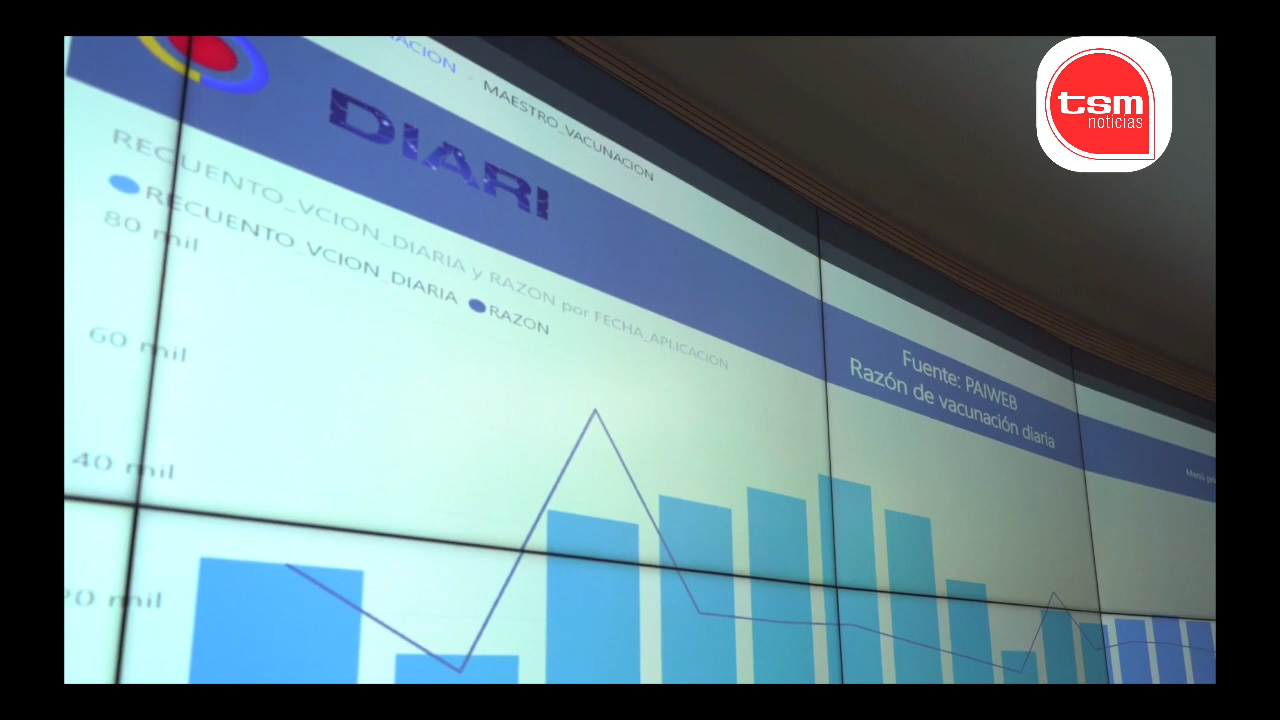 tsm
noticias
MAESTRO_VACUNACION
DIARI
RECUENTO_VCION_DIARIA y RAZON por FECHA_APLICACION
RECUENTO_VCION_DIARIA RAZON
80 mil
60 mil
40 mil
20 mil
Fuente: PAIWEB
Razón de vacunación diaria
Menú